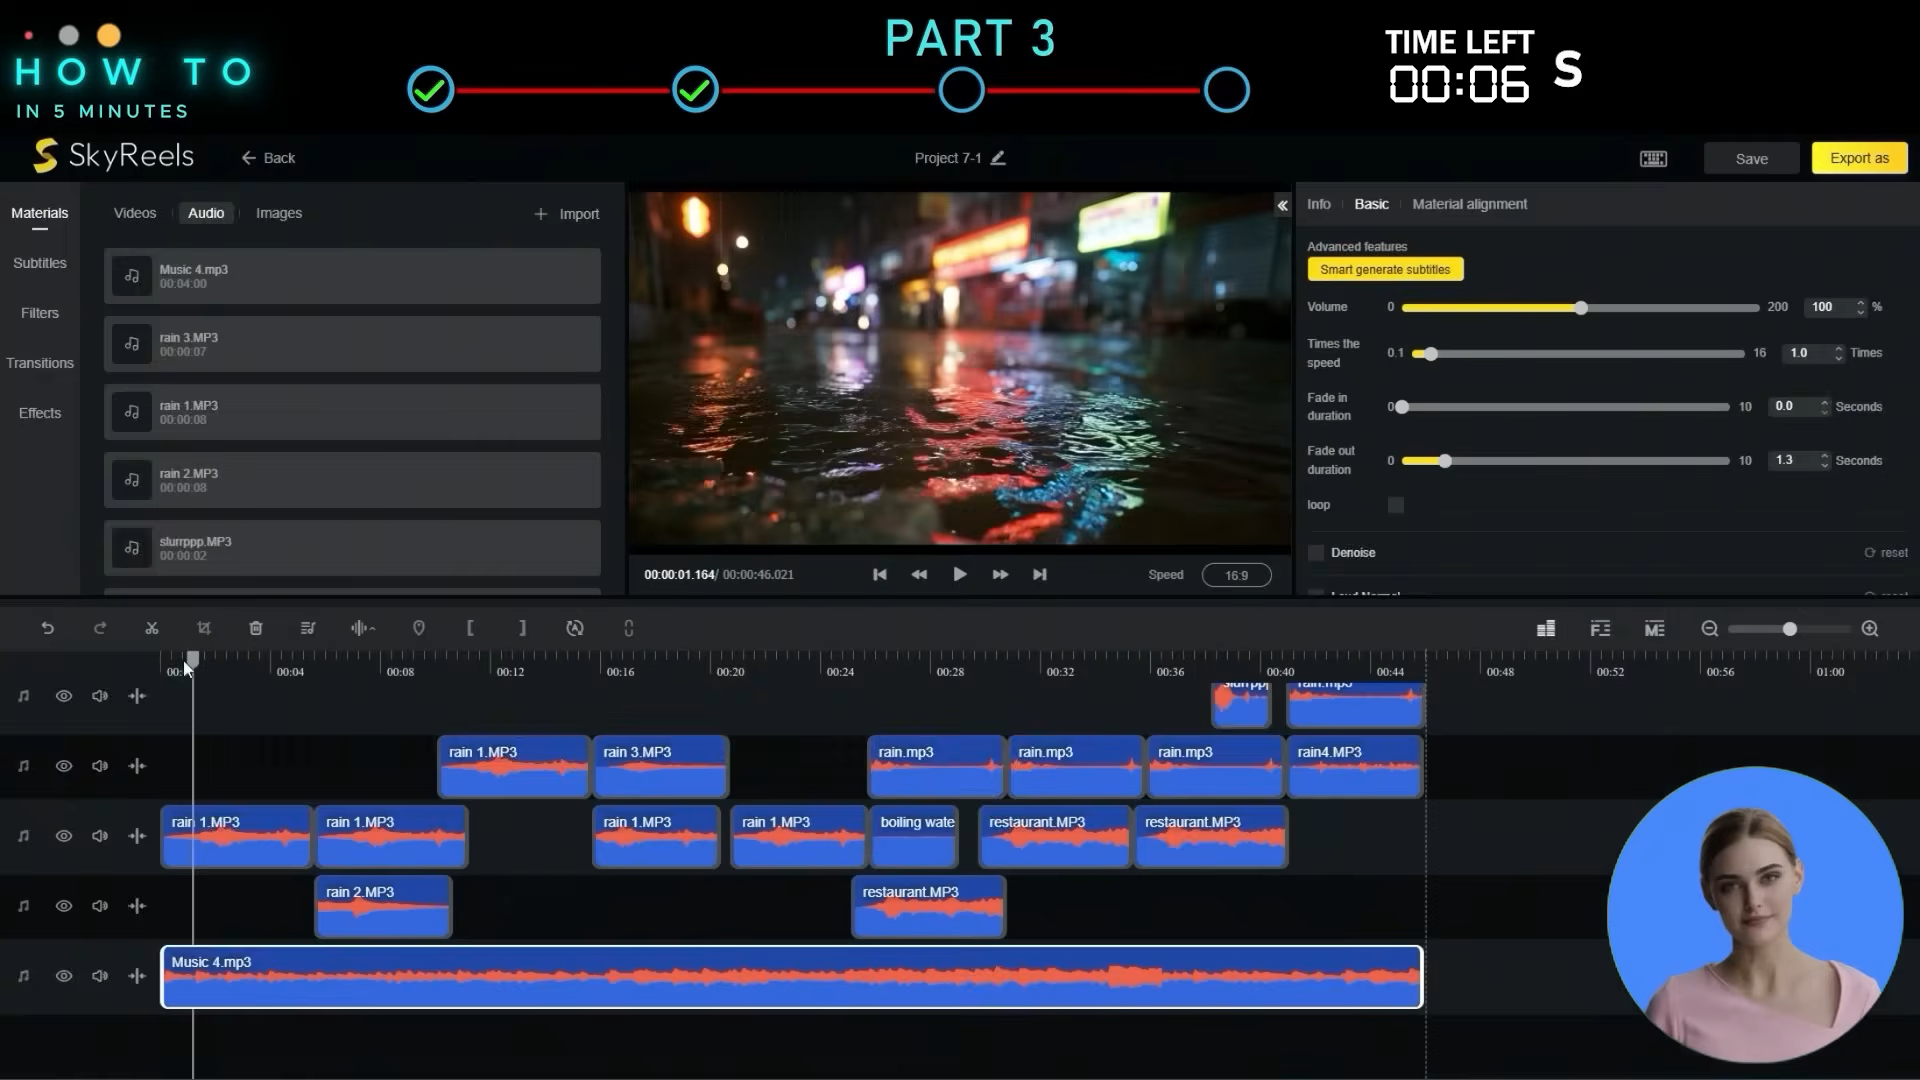 HOW TO
IN 5 MINUTES
PART 3
TIME LEFT
00:06 S
SkyReels
Back
Project 7-1
Save
Export as
Materials
Subtitles
Filters
Transitions
Effects
Videos
Audio
Images
Import
Music 4.mp3
00:04:00
rain 3.MP3
00:00:07
rain 1.MP3
00:00:08
rain 2.MP3
00:00:08
slurrppp.MP3
00:00:02
00:00:01.164/ 00:00:46.021
Speed
16:9
Info
Basic
Material alignment
Advanced features
Smart generate subtitles
Volume 0 200 100 %
Times the speed 0.1 16 1.0 Times
Fade in duration 0 10 0.0 Seconds
Fade out duration 0 10 1.3 Seconds
loop
Denoise
reset
00:04 00:08 00:12 00:16 00:20 00:24 00:28 00:32 00:36 00:40 00:44 00:48 00:52 00:56 01:00
rain.mp3
rain 1.MP3
rain 3.MP3
rain.mp3
rain.mp3
rain.mp3
rain4.MP3
rain 1.MP3
rain 1.MP3
rain 1.MP3
rain 1.MP3
boiling wate
restaurant.MP3
restaurant.MP3
rain 2.MP3
restaurant.MP3
Music 4.mp3